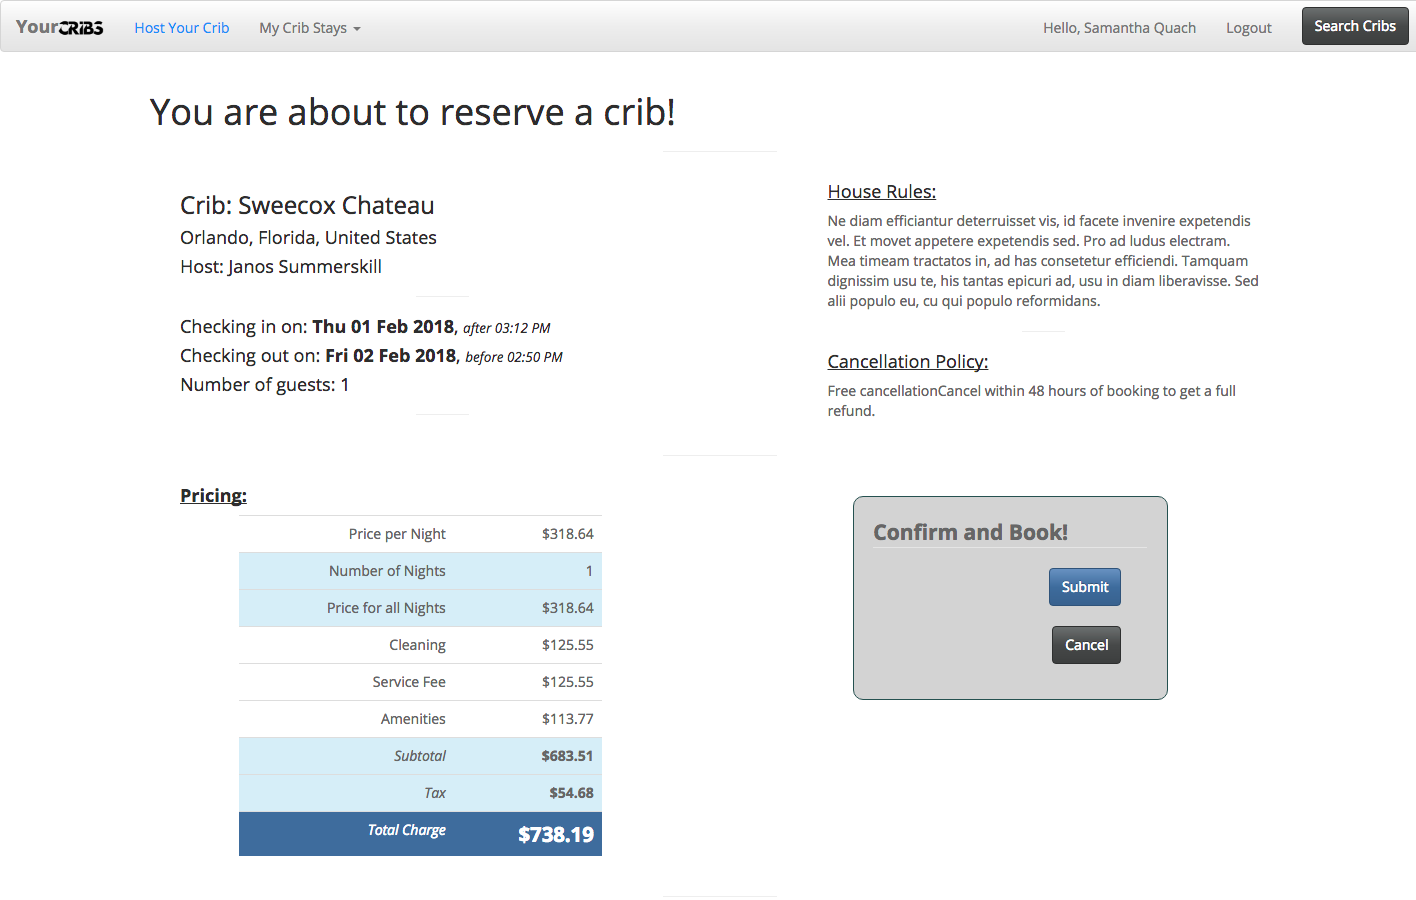 YourCRIBS Host Your Crib My Crib Stays Hello, Samantha Quach Logout Search Cribs
You are about to reserve a crib!
Crib: Sweecox Chateau
Orlando, Florida, United States
Host: Janos Summerskill
Checking in on: Thu 01 Feb 2018, after 03:12 PM
Checking out on: Fri 02 Feb 2018, before 02:50 PM
Number of guests: 1
House Rules:
Ne diam efficiantur deterruisset vis, id facete invenire expetendis
vel. Et movet appetere expetendis sed. Pro ad ludus electram.
Mea timeam tractatos in, ad has consetetur efficiendi. Tamquam
dignissim usu te, his tantas epicuri ad, usu in diam liberavisse. Sed
alii populo eu, cu qui populo reformidans.
Cancellation Policy:
Free cancellationCancel within 48 hours of booking to get a full
refund.
Pricing:
Price per Night $318.64
Number of Nights 1
Price for all Nights $318.64
Cleaning $125.55
Service Fee $125.55
Amenities $113.77
Subtotal $683.51
Tax $54.68
Total Charge $738.19
Confirm and Book!
Submit
Cancel